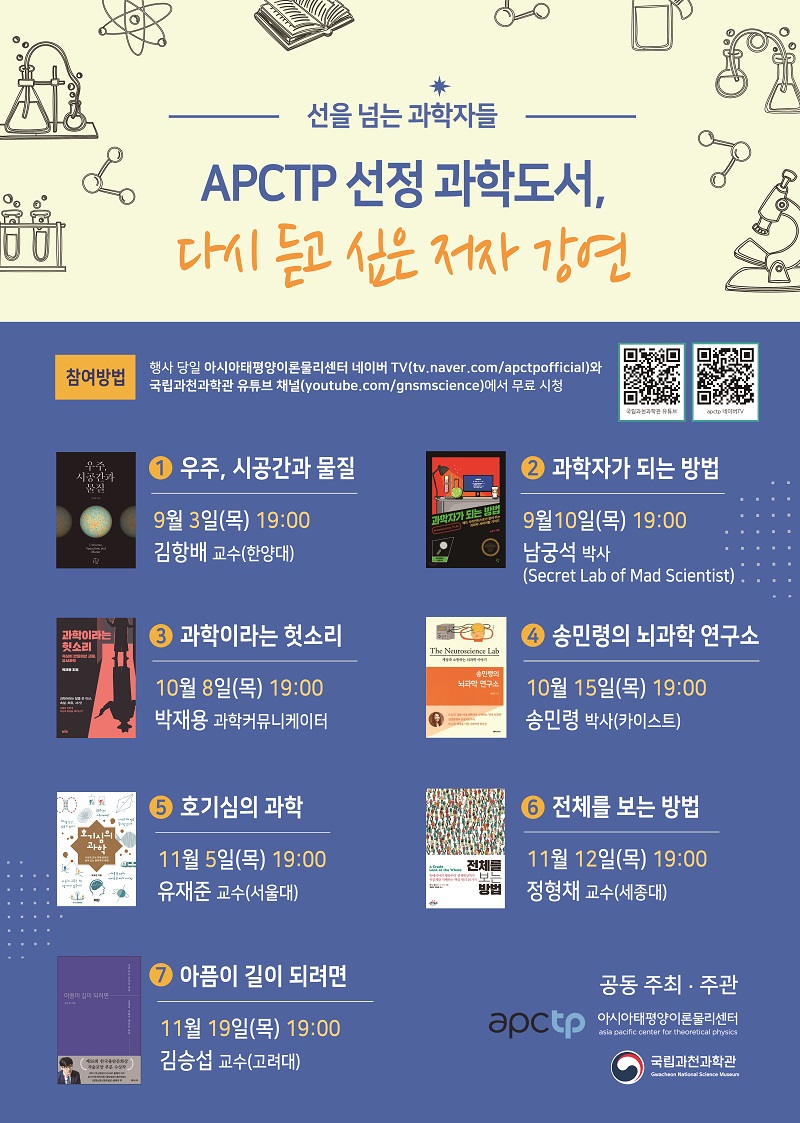 선을 넘는 과학자들
APCTP 선정 과학도서,
다시 듣고 싶은 저자 강연
참여방법
행사 당일 아시아태평양이론물리센터 네이버 TV(tv.naver.com/apctpofficial)와
국립과천과학관 유튜브 채널(youtube.com/gnsmscience)에서 무료 시청
국립과천과학관 유튜브
apctp 네이버TV
우주,
시공간과
물질
1 우주, 시공간과 물질
9월 3일(목) 19:00
김항배 교수(한양대)
과학자가 되는 방법
2 과학자가 되는 방법
9월10일(목) 19:00
남궁석 박사
(Secret Lab of Mad Scientist)
과학이라는
헛소리
3 과학이라는 헛소리
10월 8일(목) 19:00
박재용 과학커뮤니케이터
The Neuroscience Lab
송민령의
뇌과학 연구소
4 송민령의 뇌과학 연구소
10월 15일(목) 19:00
송민령 박사(카이스트)
호기심의
과학
5 호기심의 과학
11월 5일(목) 19:00
유재준 교수(서울대)
전체를
보는
방법
6 전체를 보는 방법
11월 12일(목) 19:00
정형채 교수(세종대)
아픔이 길이 되려면
7 아픔이 길이 되려면
11월 19일(목) 19:00
김승섭 교수(고려대)
공동 주최 · 주관
apctp 아시아태평양이론물리센터
asia pacific center for theoretical physics
국립과천과학관
Gwacheon National Science Museum